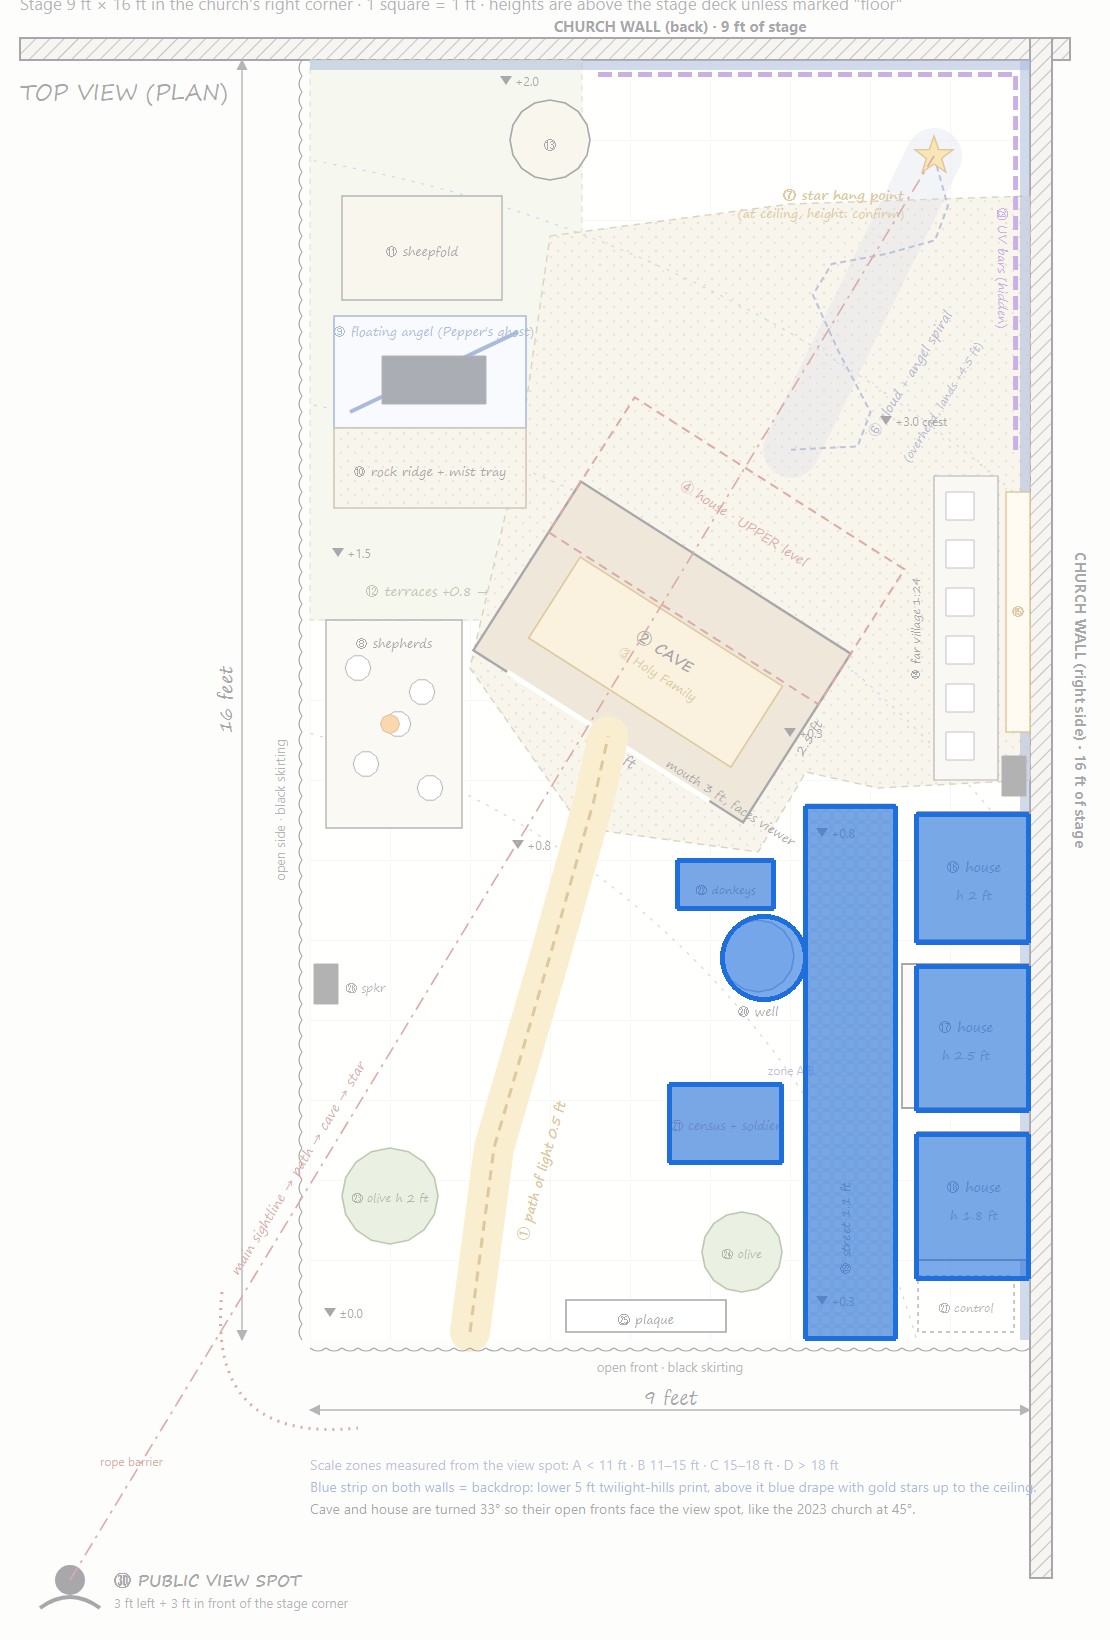 Stage 9 ft × 16 ft in the church's right corner · 1 square = 1 ft · heights are above the stage deck unless marked "floor"
CHURCH WALL (back) · 9 ft of stage
TOP VIEW (PLAN)
+2.0
⑬
⑦ star hang point
(at ceiling, height: confirm)
UV bars (hidden)
⑪ sheepfold
⑨ floating angel (Pepper's ghost)
⑥ cloud + angel spiral
(overhead, lands +4.5 ft)
+3.0 crest
⑩ rock ridge + mist tray
④ house · UPPER level
+1.5
⑫ terraces +0.8 →
⑭ far village 1:24
⑮
CHURCH WALL (right side) · 16 ft of stage
⑧ shepherds
② CAVE
③ Holy Family
16 feet
open side · black skirting
+0.3
2.5 ft
ft
mouth 3 ft, faces viewer
+0.8
+0.8
⑯ house
h 2 ft
㉒ donkeys
spkr
⑳ well
⑰ house
h 2.5 ft
zone A
㉑ census + soldier
main sightline → path → cave → star
① path of light 0.5 ft
㉓ olive h 2 ft
㉔ olive
⑲ street 1.1 ft
⑱ house
h 1.8 ft
±0.0
㉕ plaque
+0.3
㉗ control
open front · black skirting
9 feet
rope barrier
Scale zones measured from the view spot: A < 11 ft · B 11–15 ft · C 15–18 ft · D > 18 ft
Blue strip on both walls = backdrop: lower 5 ft twilight-hills print, above it blue drape with gold stars up to the ceiling.
Cave and house are turned 33° so their open fronts face the view spot, like the 2023 church at 45°.
㉚ PUBLIC VIEW SPOT
3 ft left + 3 ft in front of the stage corner